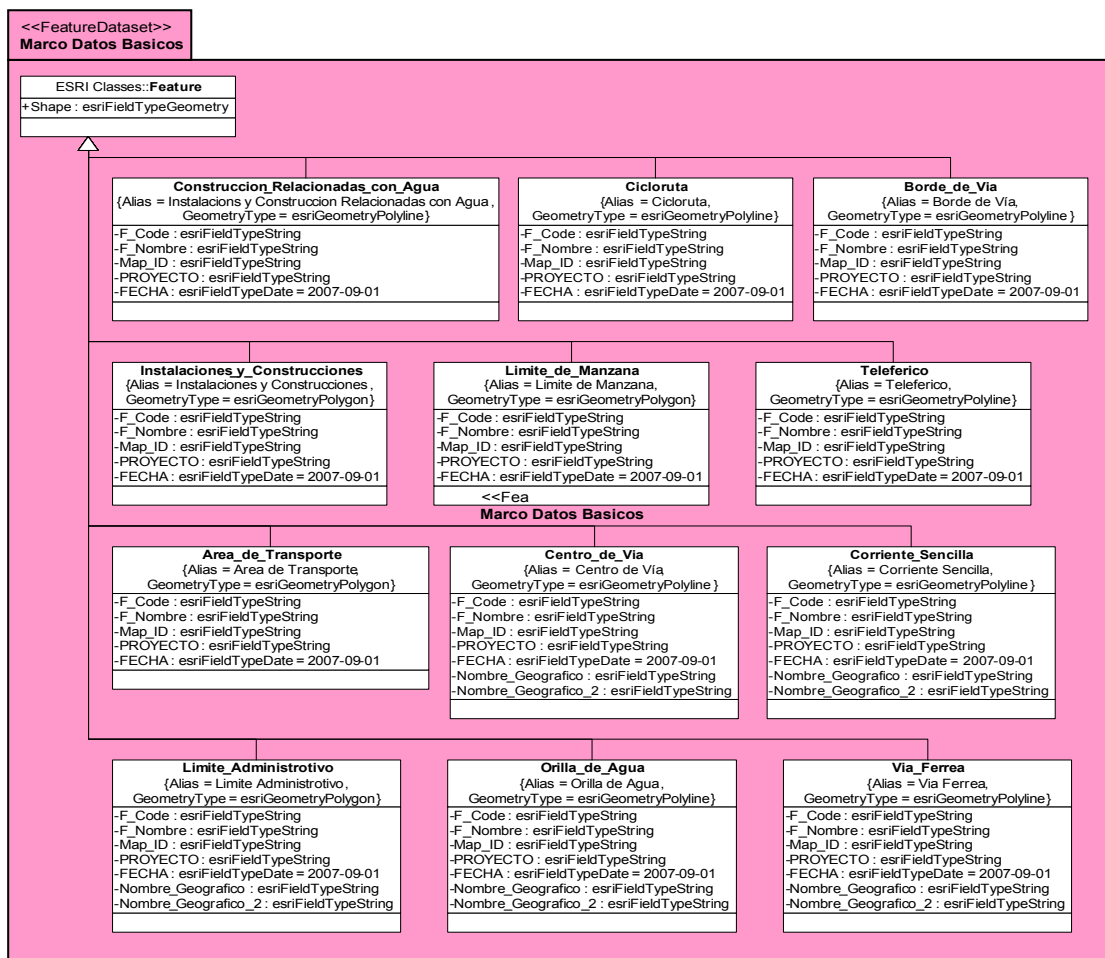 <<FeatureDataset>>
Marco Datos Basicos
ESRI Classes::Feature
+Shape : esriFieldTypeGeometry
Construccion_Relacionadas_con_Agua
{Alias = Instalacions y Construccion Relacionadas con Agua,
GeometryType = esriGeometryPolyline}
-F_Code : esriFieldTypeString
-F_Nombre : esriFieldTypeString
-Map_ID : esriFieldTypeString
-PROYECTO : esriFieldTypeString
-FECHA : esriFieldTypeDate = 2007-09-01
Cicloruta
{Alias = Cicloruta,
GeometryType = esriGeometryPolyline}
-F_Code : esriFieldTypeString
-F_Nombre : esriFieldTypeString
-Map_ID : esriFieldTypeString
-PROYECTO : esriFieldTypeString
-FECHA : esriFieldTypeDate = 2007-09-01
Borde_de_Via
{Alias = Borde de Vía,
GeometryType = esriGeometryPolyline }
-F_Code : esriFieldTypeString
-F_Nombre : esriFieldTypeString
-Map_ID : esriFieldTypeString
-PROYECTO : esriFieldTypeString
-FECHA : esriFieldTypeDate = 2007-09-01
Instalaciones_y_Construcciones
{Alias = Instalaciones y Construcciones,
GeometryType = esriGeometryPolygon}
-F_Code : esriFieldTypeString
-F_Nombre : esriFieldTypeString
-Map_ID : esriFieldTypeString
-PROYECTO : esriFieldTypeString
-FECHA : esriFieldTypeDate = 2007-09-01
Limite_de_Manzana
{Alias = Limite de Manzana,
GeometryType = esriGeometryPolygon}
-F_Code : esriFieldTypeString
-F_Nombre : esriFieldTypeString
-Map_ID : esriFieldTypeString
-PROYECTO : esriFieldTypeString
-FECHA : esriFieldTypeDate = 2007-09-01
Teleferico
{Alias = Teleferico,
GeometryType = esriGeometryPolyline}
-F_Code : esriFieldTypeString
-F_Nombre : esriFieldTypeString
-Map_ID : esriFieldTypeString
-PROYECTO : esriFieldTypeString
-FECHA : esriFieldTypeDate = 2007-09-01
<<Fea
Marco Datos Basicos
Area_de_Transporte
{Alias = Area de Transporte,
GeometryType = esriGeometryPolygon}
-F_Code : esriFieldTypeString
-F_Nombre : esriFieldTypeString
-Map_ID : esriFieldTypeString
-PROYECTO : esriFieldTypeString
-FECHA : esriFieldTypeDate = 2007-09-01
Centro_de_Via
{Alias = Centro de Vía,
GeometryType = esriGeometryPolyline }
-F_Code : esriFieldTypeString
-F_Nombre : esriFieldTypeString
-Map_ID : esriFieldTypeString
-PROYECTO : esriFieldTypeString
-FECHA : esriFieldTypeDate = 2007-09-01
-Nombre_Geografico : esriFieldTypeString
-Nombre_Geografico_2 : esriFieldTypeString
Corriente_Sencilla
{Alias = Corriente Sencilla,
GeometryType = esriGeometryPolyline}
-F_Code : esriFieldTypeString
-F_Nombre : esriFieldTypeString
-Map_ID : esriFieldTypeString
-PROYECTO : esriFieldTypeString
-FECHA : esriFieldTypeDate = 2007-09-01
-Nombre_Geografico : esriFieldTypeString
-Nombre_Geografico_2 : esriFieldTypeString
Limite_Administrotivo
{Alias = Limite Administrotivo,
GeometryType = esriGeometryPolygon}
-F_Code : esriFieldTypeString
-F_Nombre : esriFieldTypeString
-Map_ID : esriFieldTypeString
-PROYECTO : esriFieldTypeString
-FECHA : esriFieldTypeDate = 2007-09-01
-Nombre_Geografico : esriFieldTypeString
-Nombre_Geografico_2 : esriFieldTypeString
Orilla_de_Agua
{Alias = Orilla de Agua,
GeometryType = esriGeometryPolyline}
-F_Code : esriFieldTypeString
-F_Nombre : esriFieldTypeString
-Map_ID : esriFieldTypeString
-PROYECTO : esriFieldTypeString
-FECHA : esriFieldTypeDate = 2007-09-01
-Nombre_Geografico : esriFieldTypeString
-Nombre_Geografico_2 : esriFieldTypeString
Via_Ferrea
{Alias = Via Ferrea,
GeometryType = esriGeometryPolyline}
-F_Code : esriFieldTypeString
-F_Nombre : esriFieldTypeString
-Map_ID : esriFieldTypeString
-PROYECTO : esriFieldTypeString
-FECHA : esriFieldTypeDate = 2007-09-01
-Nombre_Geografico : esriFieldTypeString
-Nombre_Geografico_2 : esriFieldTypeString